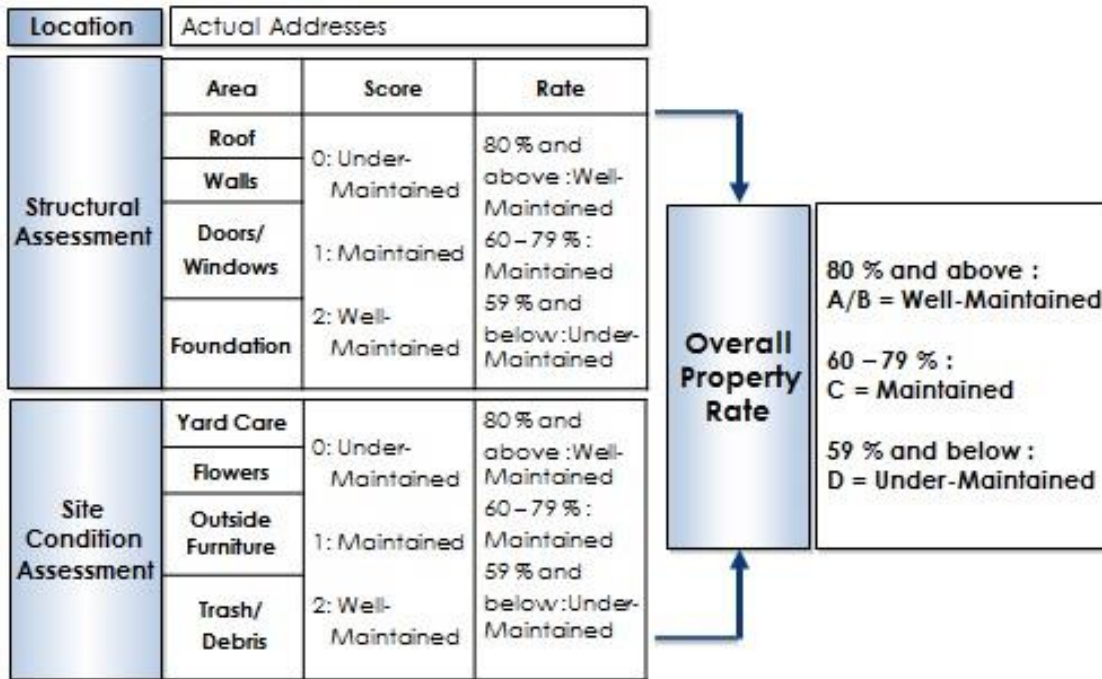 Location
Actual Addresses
Structural
Assessment
Area
Score
Rate
Roof
Walls
Doors/
Windows
Foundation
0: Under-
Maintained
1: Maintained
2: Well-
Maintained
80 % and
above :Well-
Maintained
60 – 79 % :
Maintained
59 % and
below :Under-
Maintained
Site
Condition
Assessment
Yard Care
Flowers
Outside
Furniture
Trash/
Debris
0: Under-
Maintained
1: Maintained
2: Well-
Maintained
80 % and
above :Well-
Maintained
60 – 79 % :
Maintained
59 % and
below :Under-
Maintained
Overall
Property
Rate
80 % and above :
A/B = Well-Maintained
60 – 79 % :
C = Maintained
59 % and below :
D = Under-Maintained